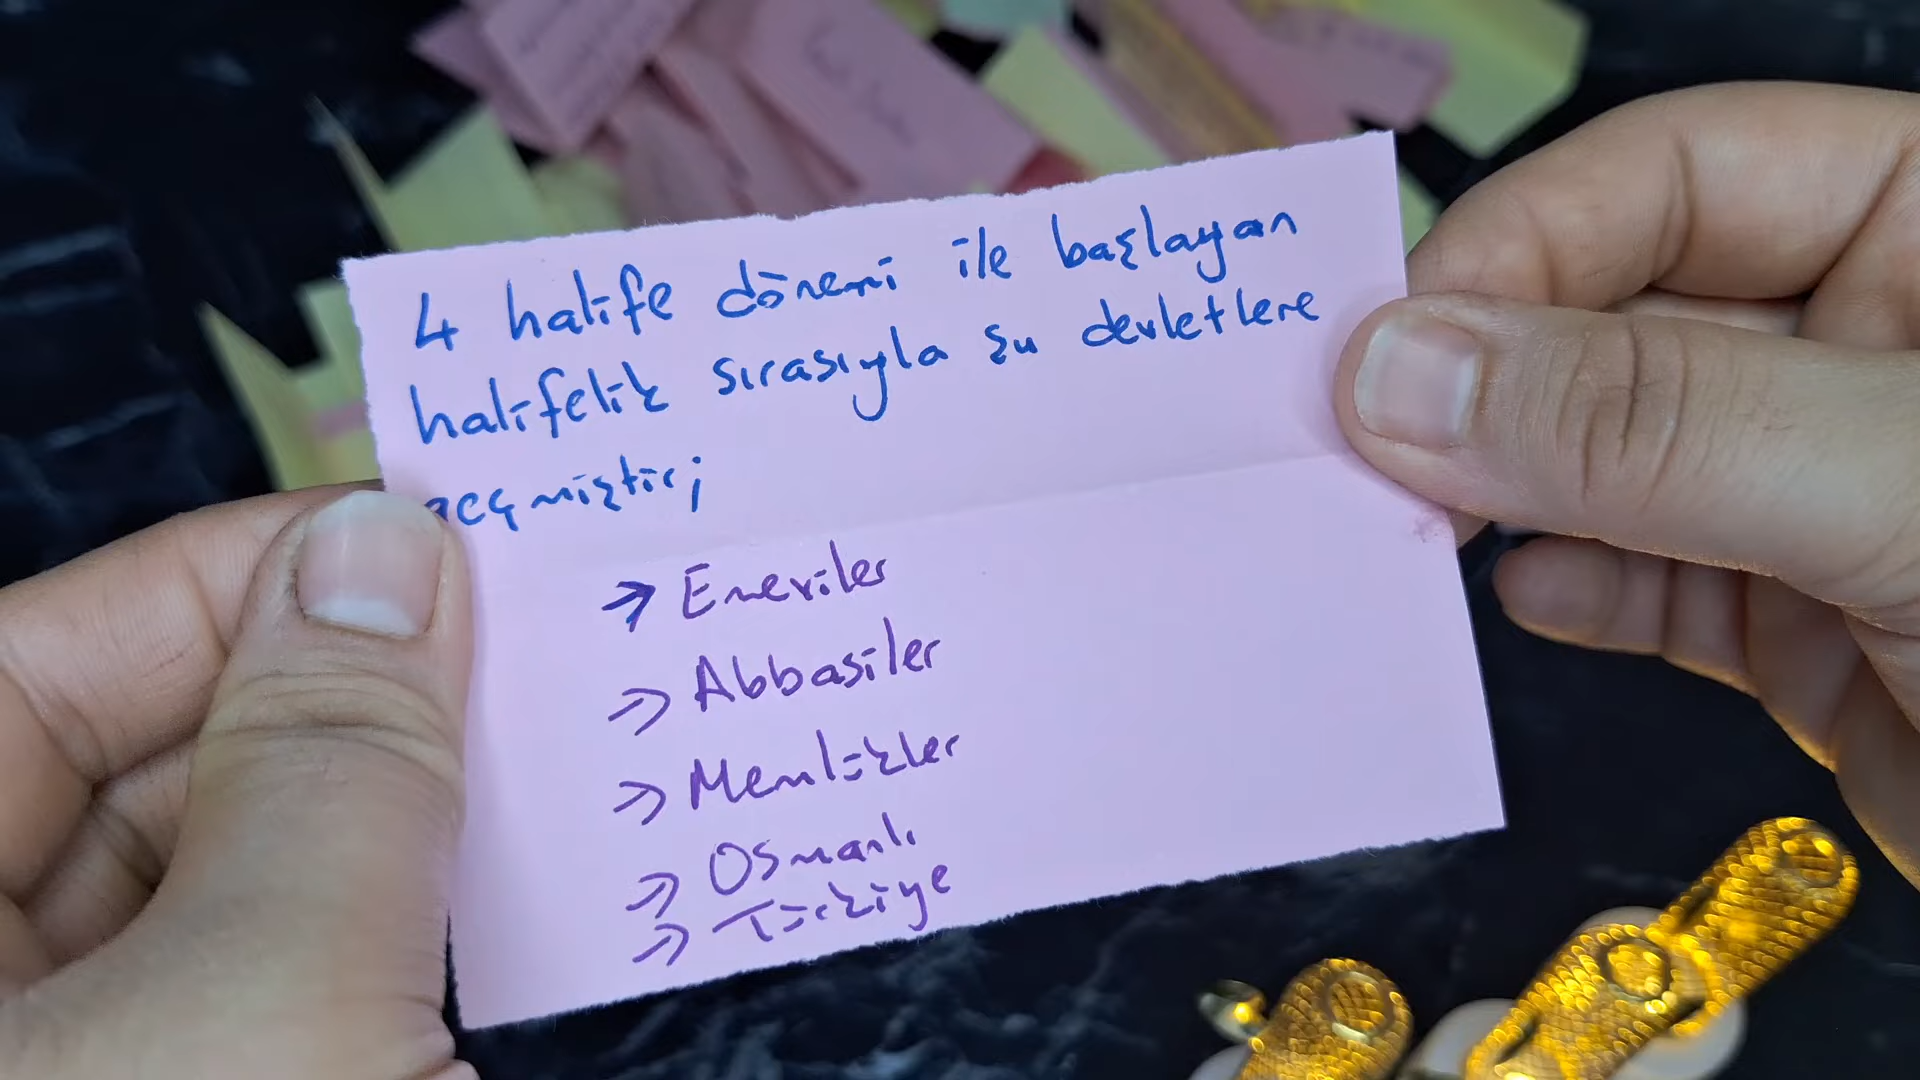 4 halife dönemi ile başlayan
halifelik sırasıyla şu devletlere
geçmiştir;
→ Emeviler
→ Abbasiler
→ Memlükler
→ Osmanlı
→ Türkiye